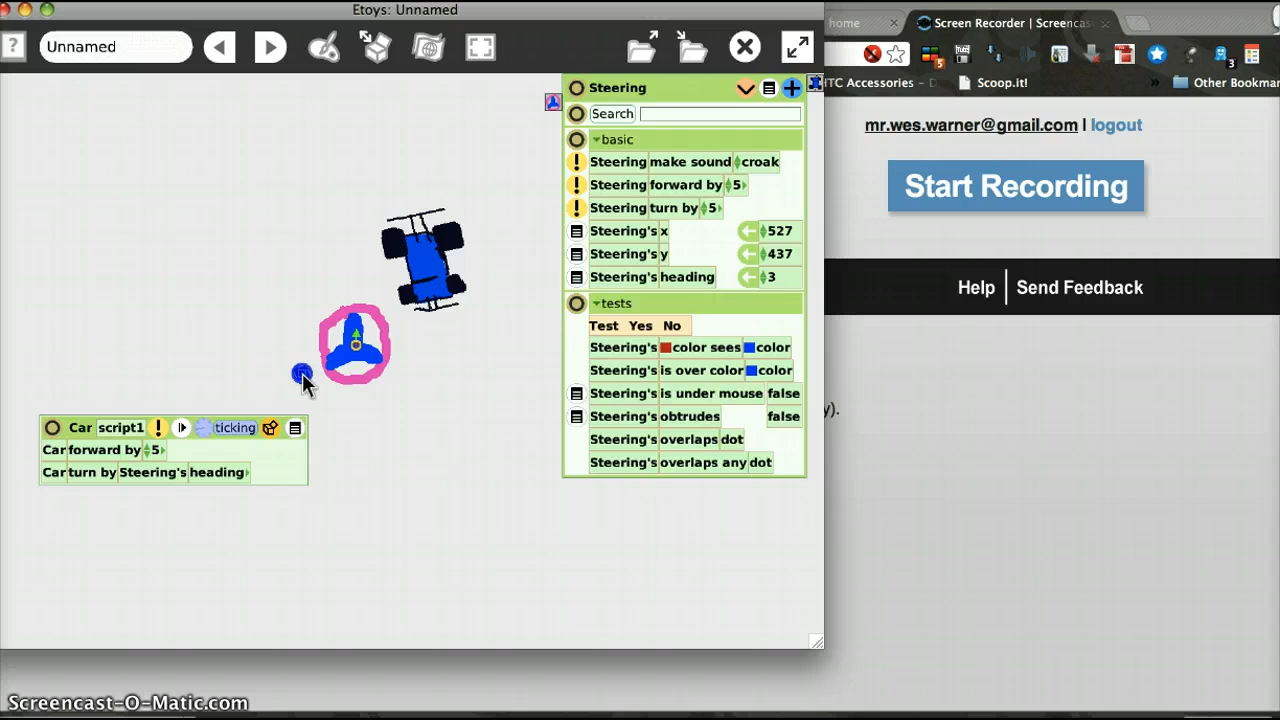 Etoys: Unnamed
?
Unnamed
Steering
Search
basic
! Steering make sound croak
! Steering forward by 5
! Steering turn by 5
Steering's x 527
Steering's y 437
Steering's heading 3
tests
Test Yes No
Steering's color sees color
Steering's is over color color
Steering's is under mouse false
Steering's obtrudes false
Steering's overlaps dot
Steering's overlaps any dot
Car script1 ! ticking
Car forward by 5
Car turn by Steering's heading
home
Screen Recorder | Screencas
5
3
HTC Accessories - D
Scoop.it!
»
Other Bookmar
mr.wes.warner@gmail.com | logout
Start Recording
Help | Send Feedback
y).
Screencast-O-Matic.com